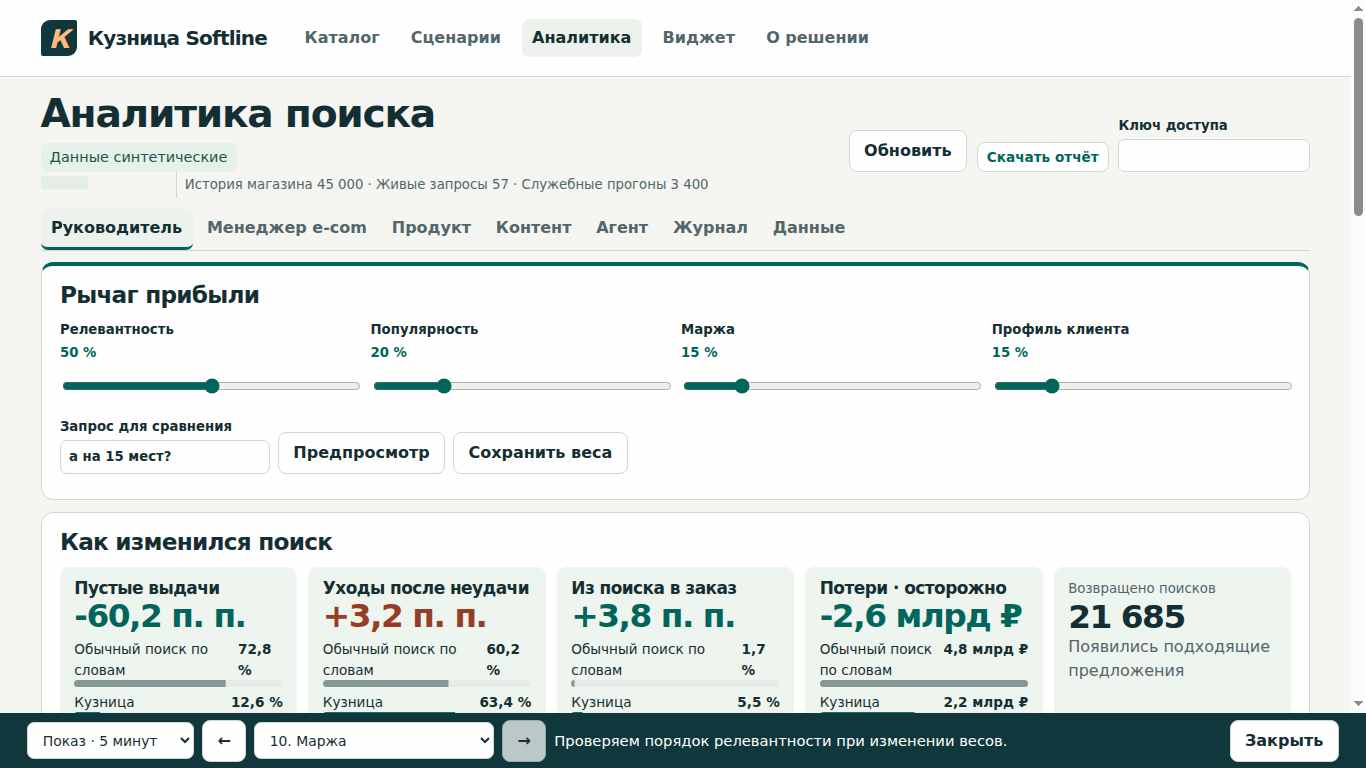 К Кузница Softline Каталог Сценарии Аналитика Виджет О решении
Аналитика поиска
Данные синтетические
История магазина 45 000 · Живые запросы 57 · Служебные прогоны 3 400
Обновить
Скачать отчёт
Ключ доступа
Руководитель Менеджер e-com Продукт Контент Агент Журнал Данные
Рычаг прибыли
Релевантность Популярность Маржа Профиль клиента
50 % 20 % 15 % 15 %
Запрос для сравнения
а на 15 мест? Предпросмотр Сохранить веса
Как изменился поиск
Пустые выдачи
-60,2 п. п.
Обычный поиск по 72,8
словам %
Кузница 12,6 %
Уходы после неудачи
+3,2 п. п.
Обычный поиск по 60,2
словам %
Кузница 63,4 %
Из поиска в заказ
+3,8 п. п.
Обычный поиск по 1,7
словам %
Кузница 5,5 %
Потери · осторожно
-2,6 млрд ₽
Обычный поиск 4,8 млрд ₽
по словам
Кузница 2,2 млрд ₽
Возвращено поисков
21 685
Появились подходящие
предложения
Показ · 5 минут ← 10. Маржа → Проверяем порядок релевантности при изменении весов. Закрыть